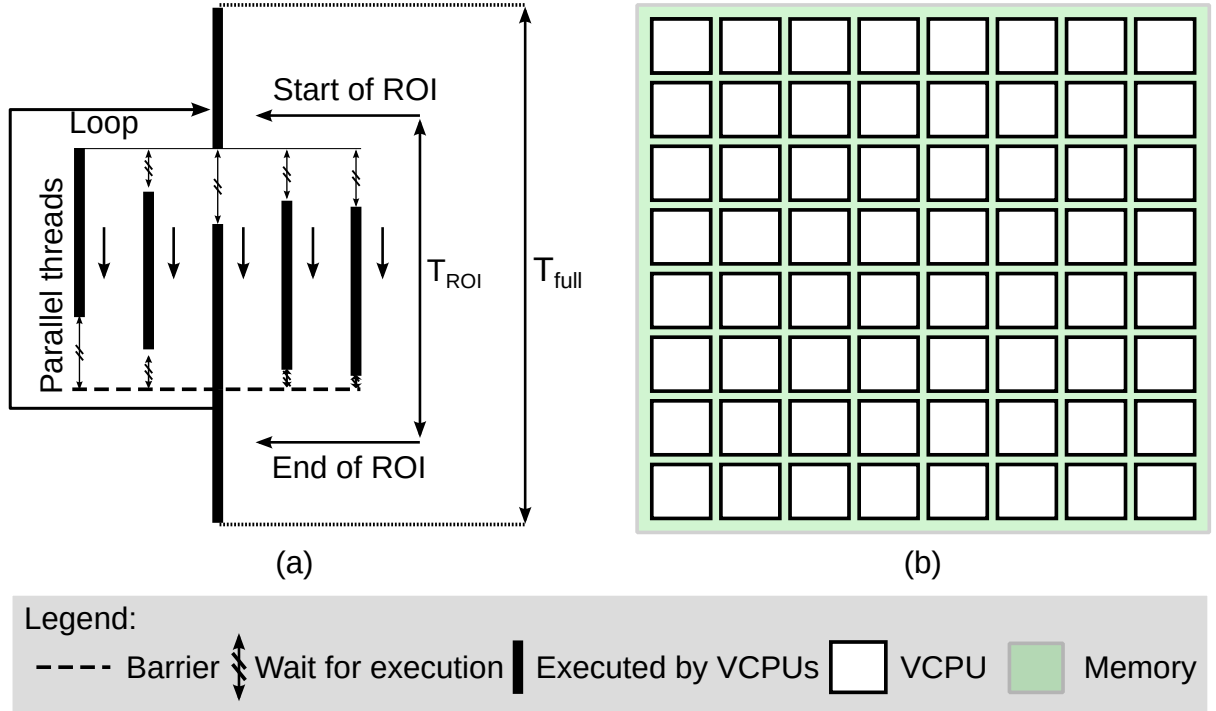 Start of ROI
Loop
Parallel threads
T_ROI
T_full
End of ROI
(a)
(b)
Legend:
Barrier
Wait for execution
Executed by VCPUs
VCPU
Memory